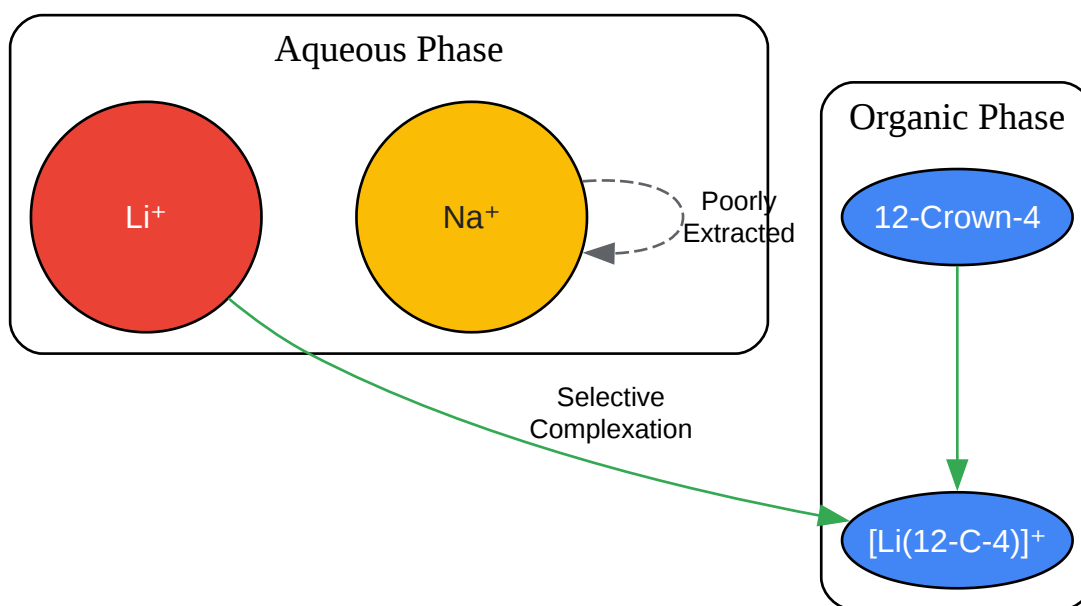 Aqueous Phase
Li⁺
Na⁺
Poorly
Extracted
Organic Phase
12-Crown-4
Selective
Complexation
[Li(12-C-4)]⁺